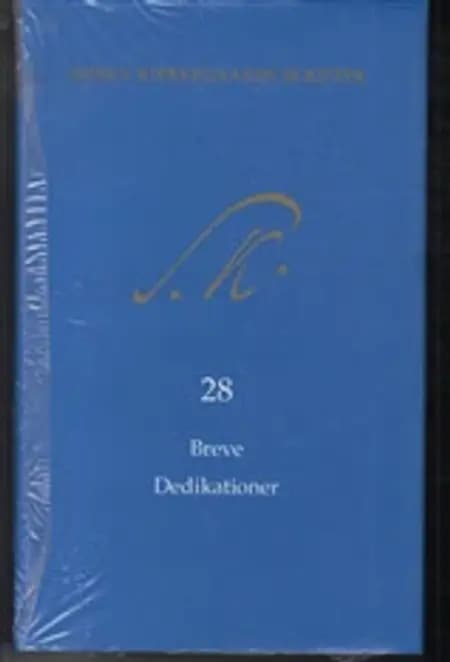 SØREN KIERKEGAARDS SKRIFTER
S. K.
28
Breve
Dedikationer